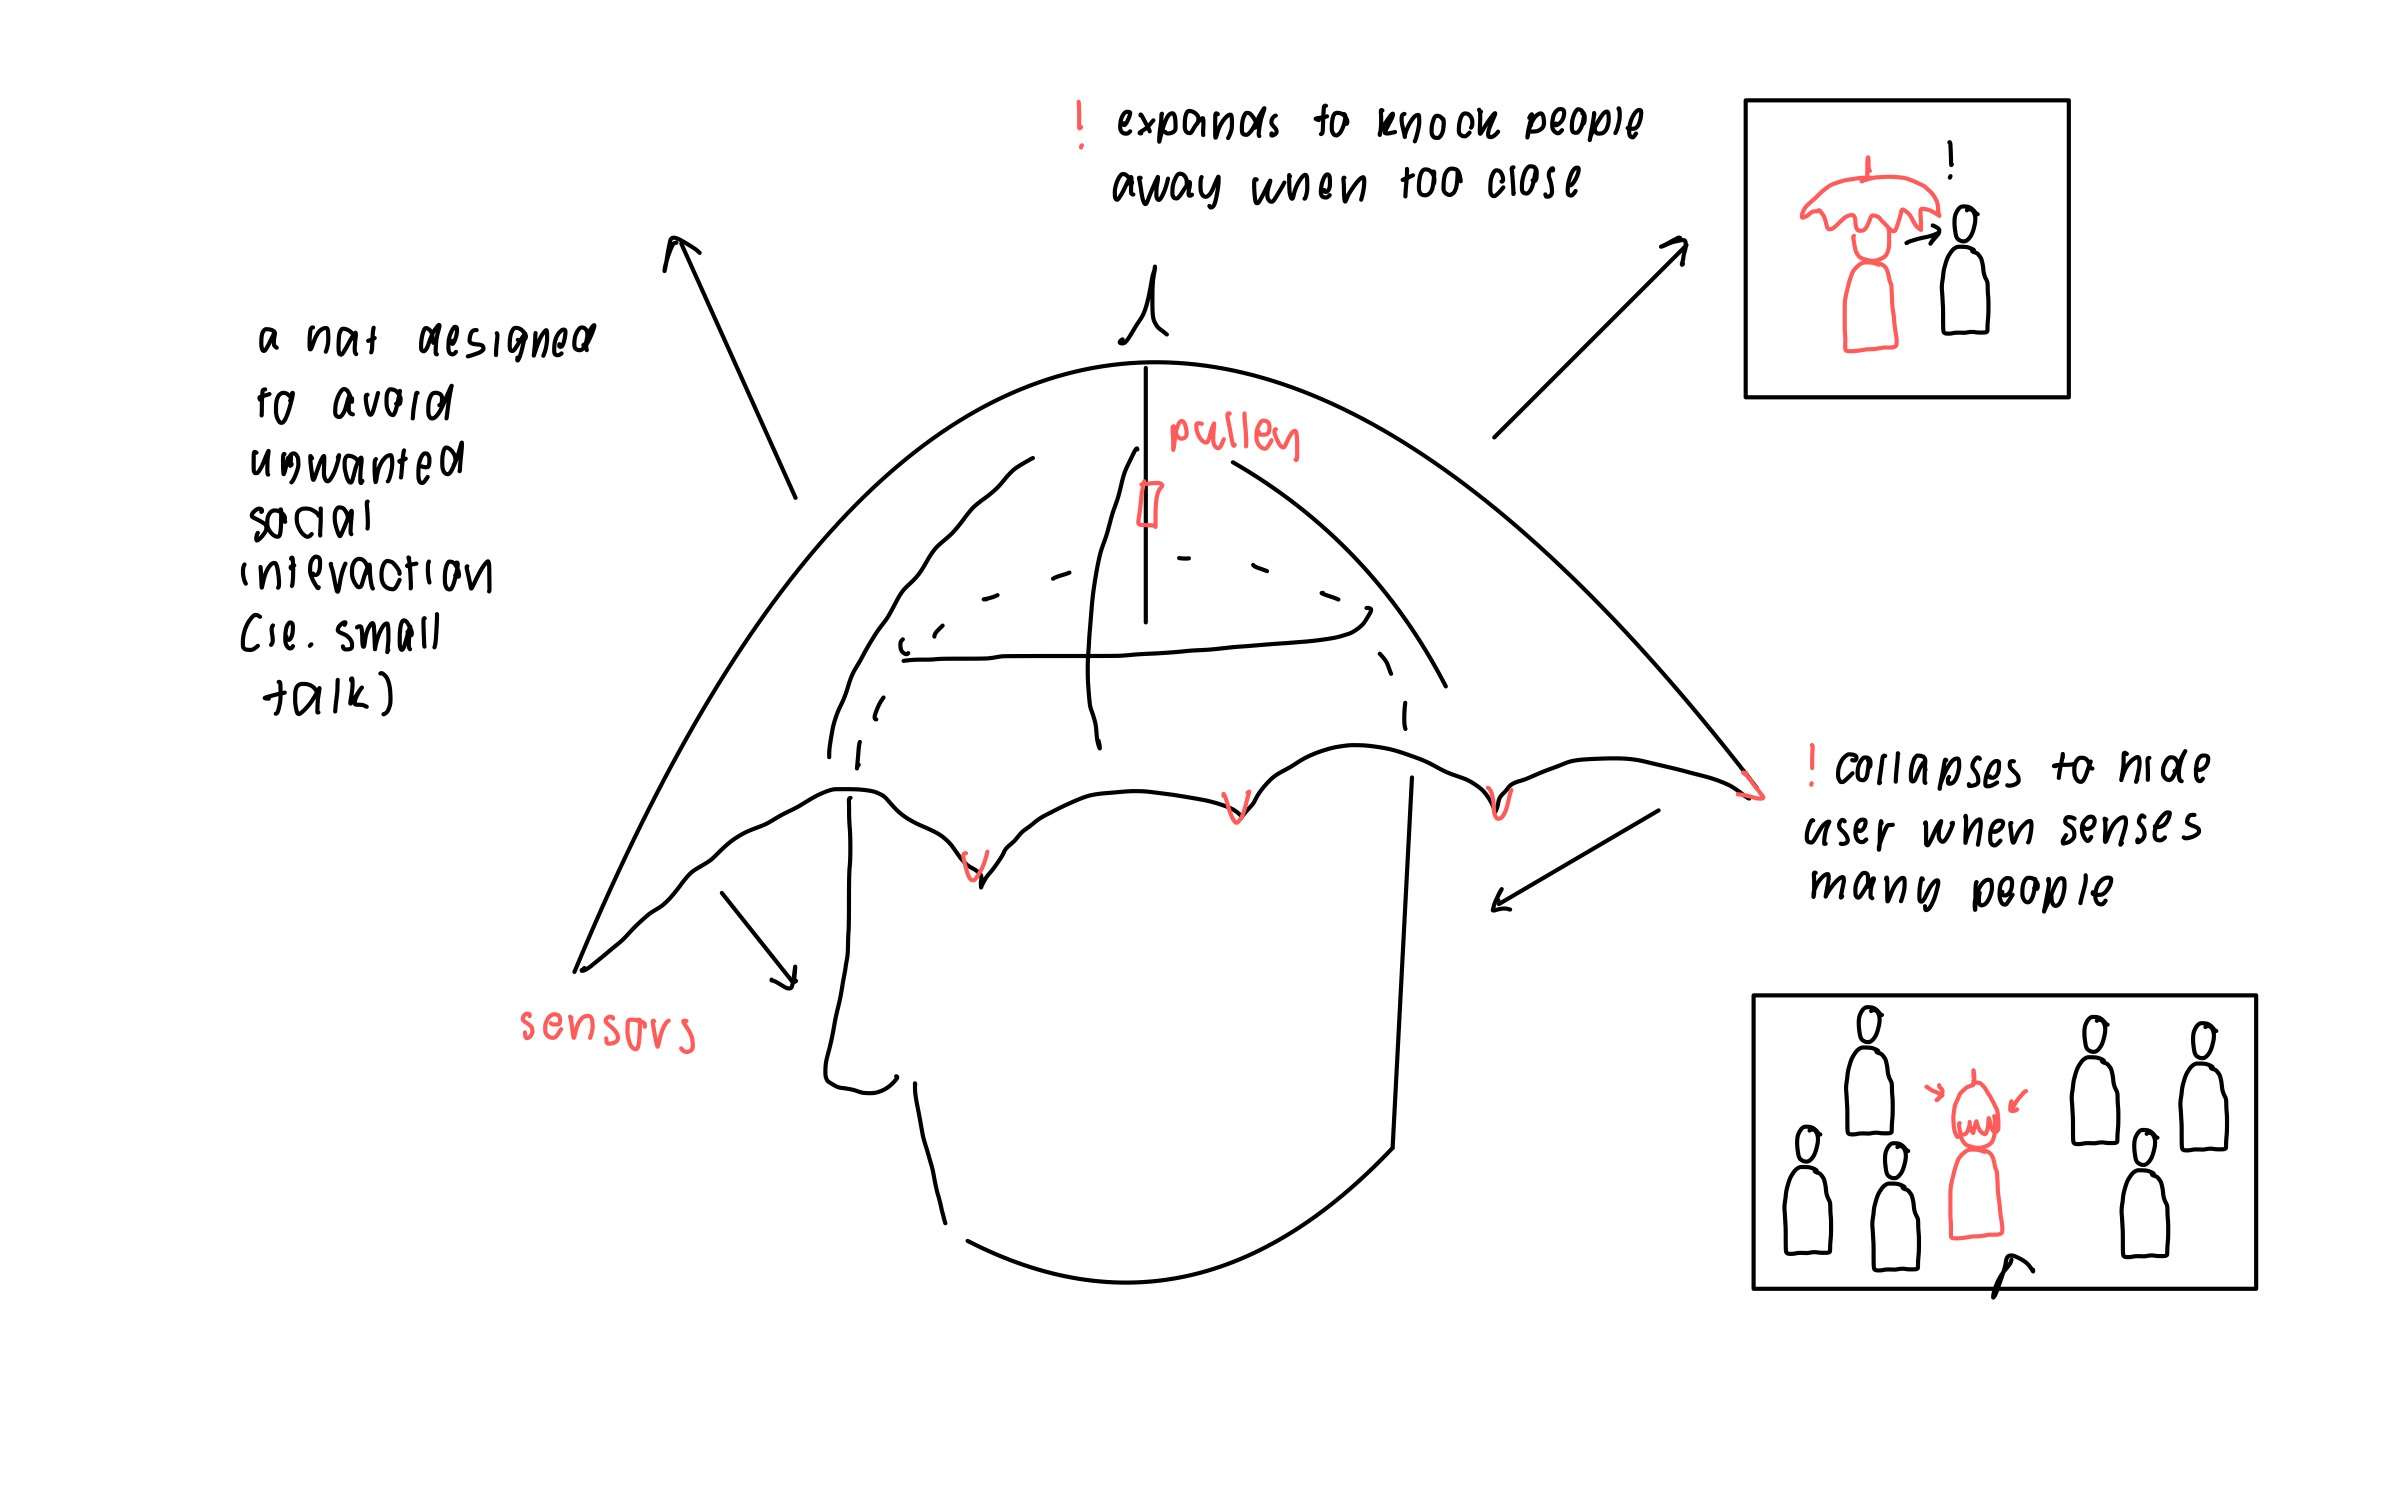 ! expands to knock people
away when too close
a hat designed
to avoid
unwanted
social
interaction
(ie. small
talk)
pulley
! collapses to hide
user when senses
many people
sensors
!